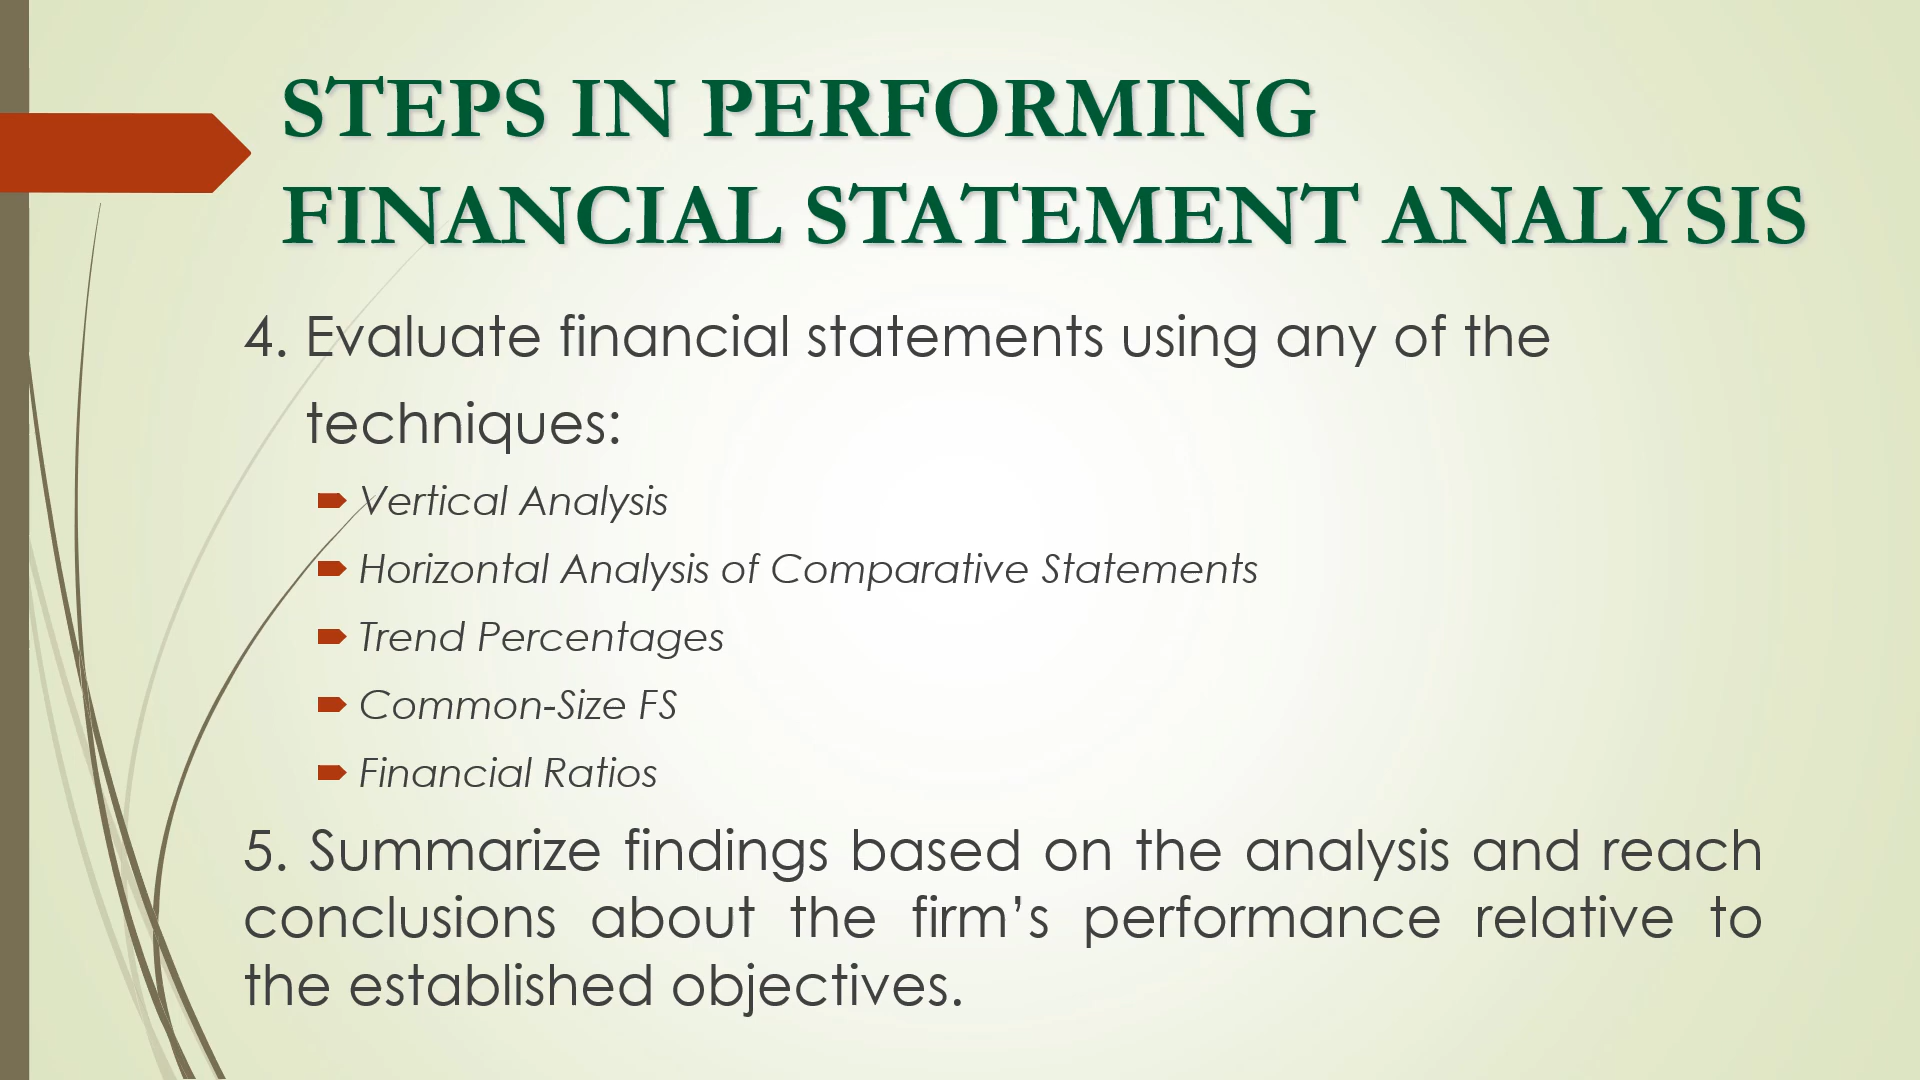 STEPS IN PERFORMING
FINANCIAL STATEMENT ANALYSIS
4. Evaluate financial statements using any of the
techniques:
Vertical Analysis
Horizontal Analysis of Comparative Statements
Trend Percentages
Common-Size FS
Financial Ratios
5. Summarize findings based on the analysis and reach
conclusions about the firm’s performance relative to
the established objectives.